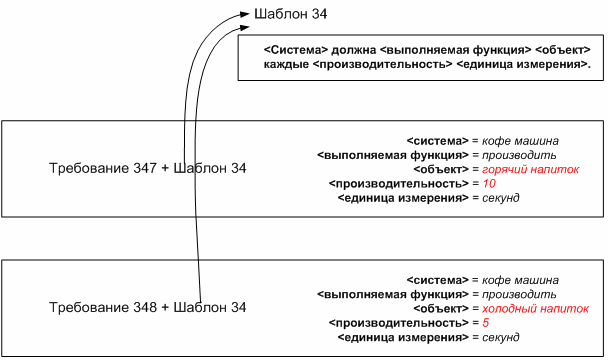 Шаблон 34
<Система> должна <выполняемая функция> <объект>
каждые <производительность> <единица измерения>.
<система> = кофе машина
<выполняемая функция> = производить
Требование 347 + Шаблон 34
<объект> = горячий напиток
<производительность> = 10
<единица измерения> = секунд
<система> = кофе машина
<выполняемая функция> = производить
Требование 348 + Шаблон 34
<объект> = холодный напиток
<производительность> = 5
<единица измерения> = секунд